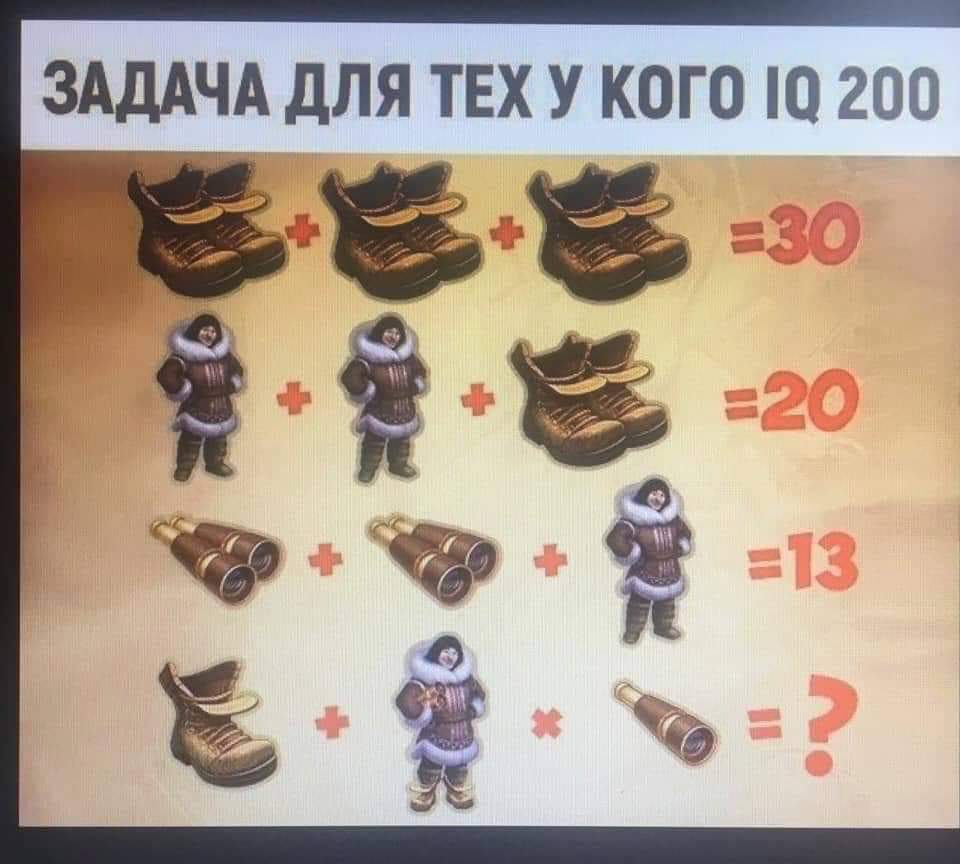 ЗАДАЧА ДЛЯ ТЕХ У КОГО IQ 200
+ + =30
+ + =20
+ + =13
+ × =?